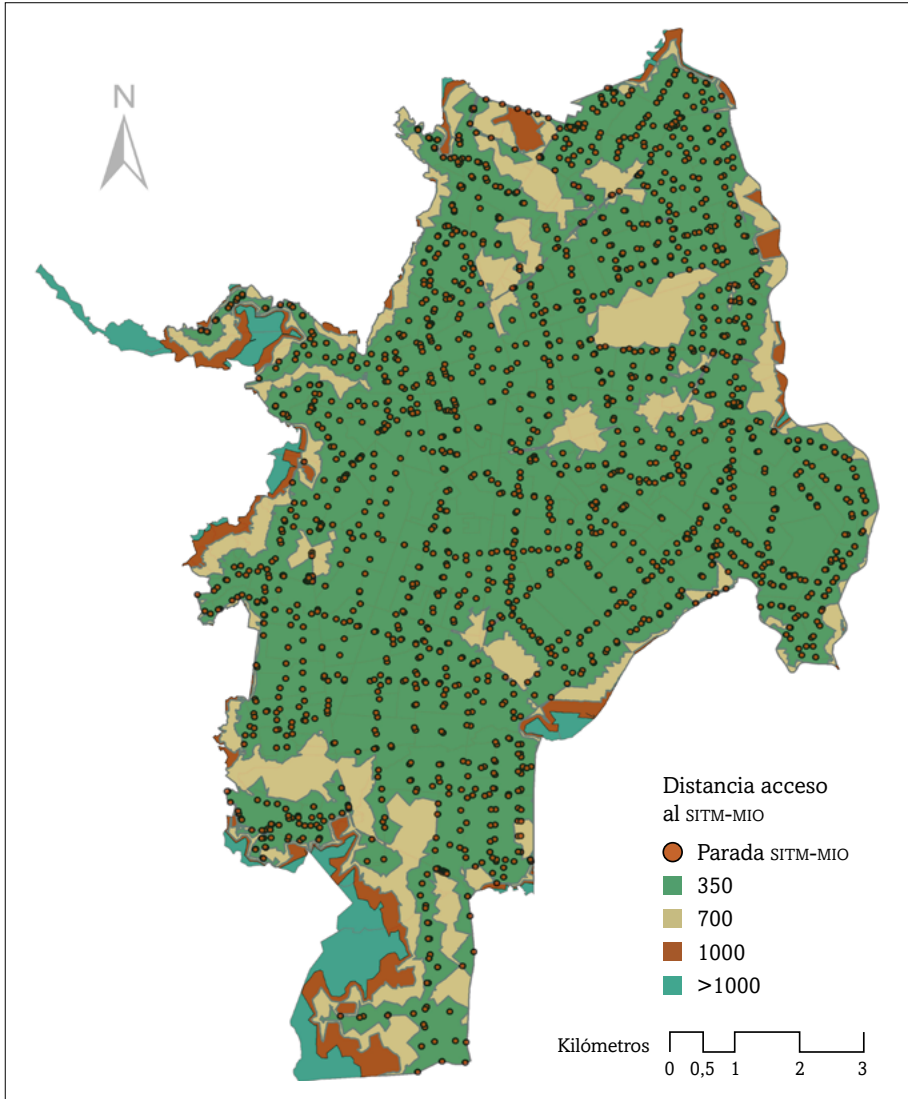 N
Distancia acceso
al SITM-MIO
Parada SITM-MIO
350
700
1000
>1000
Kilómetros
0 0,5 1 2 3